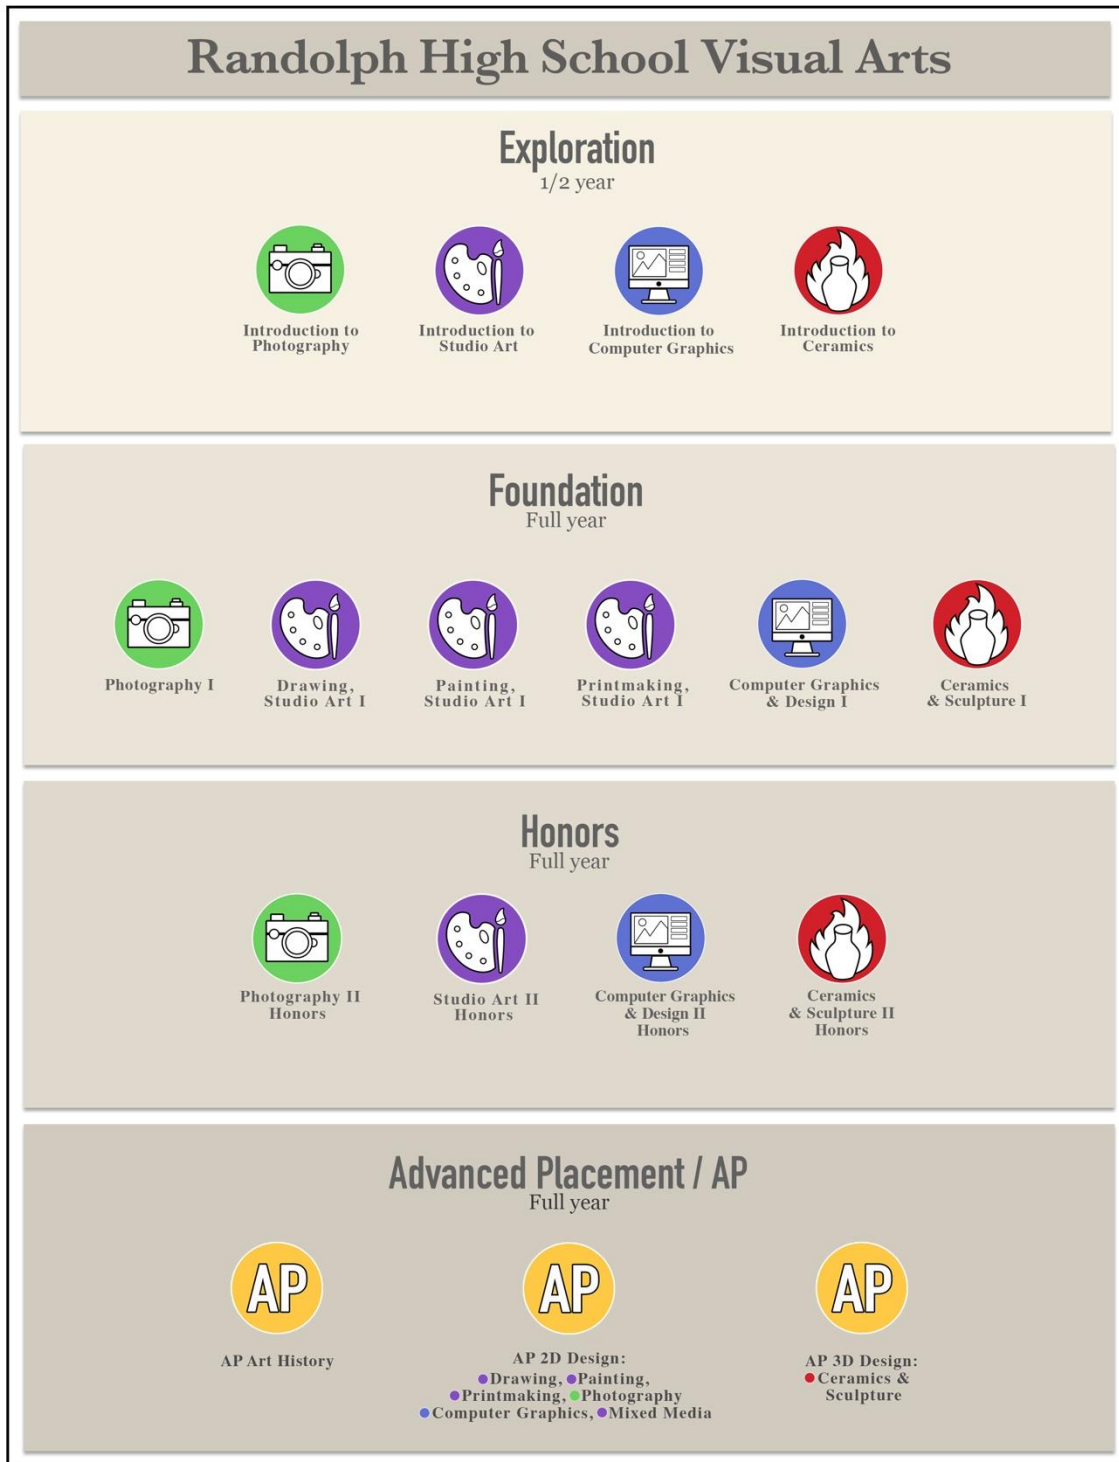 Randolph High School Visual Arts
Exploration
1/2 year
Introduction to
Photography
Introduction to
Studio Art
Introduction to
Computer Graphics
Introduction to
Ceramics
Foundation
Full year
Photography I
Drawing,
Studio Art I
Painting,
Studio Art I
Printmaking,
Studio Art I
Computer Graphics
& Design I
Ceramics
& Sculpture I
Honors
Full year
Photography II
Honors
Studio Art II
Honors
Computer Graphics
& Design II
Honors
Ceramics
& Sculpture II
Honors
Advanced Placement / AP
Full year
AP
AP Art History
AP
AP 2D Design:
Drawing, Painting,
Printmaking, Photography
Computer Graphics, Mixed Media
AP
AP 3D Design:
Ceramics &
Sculpture